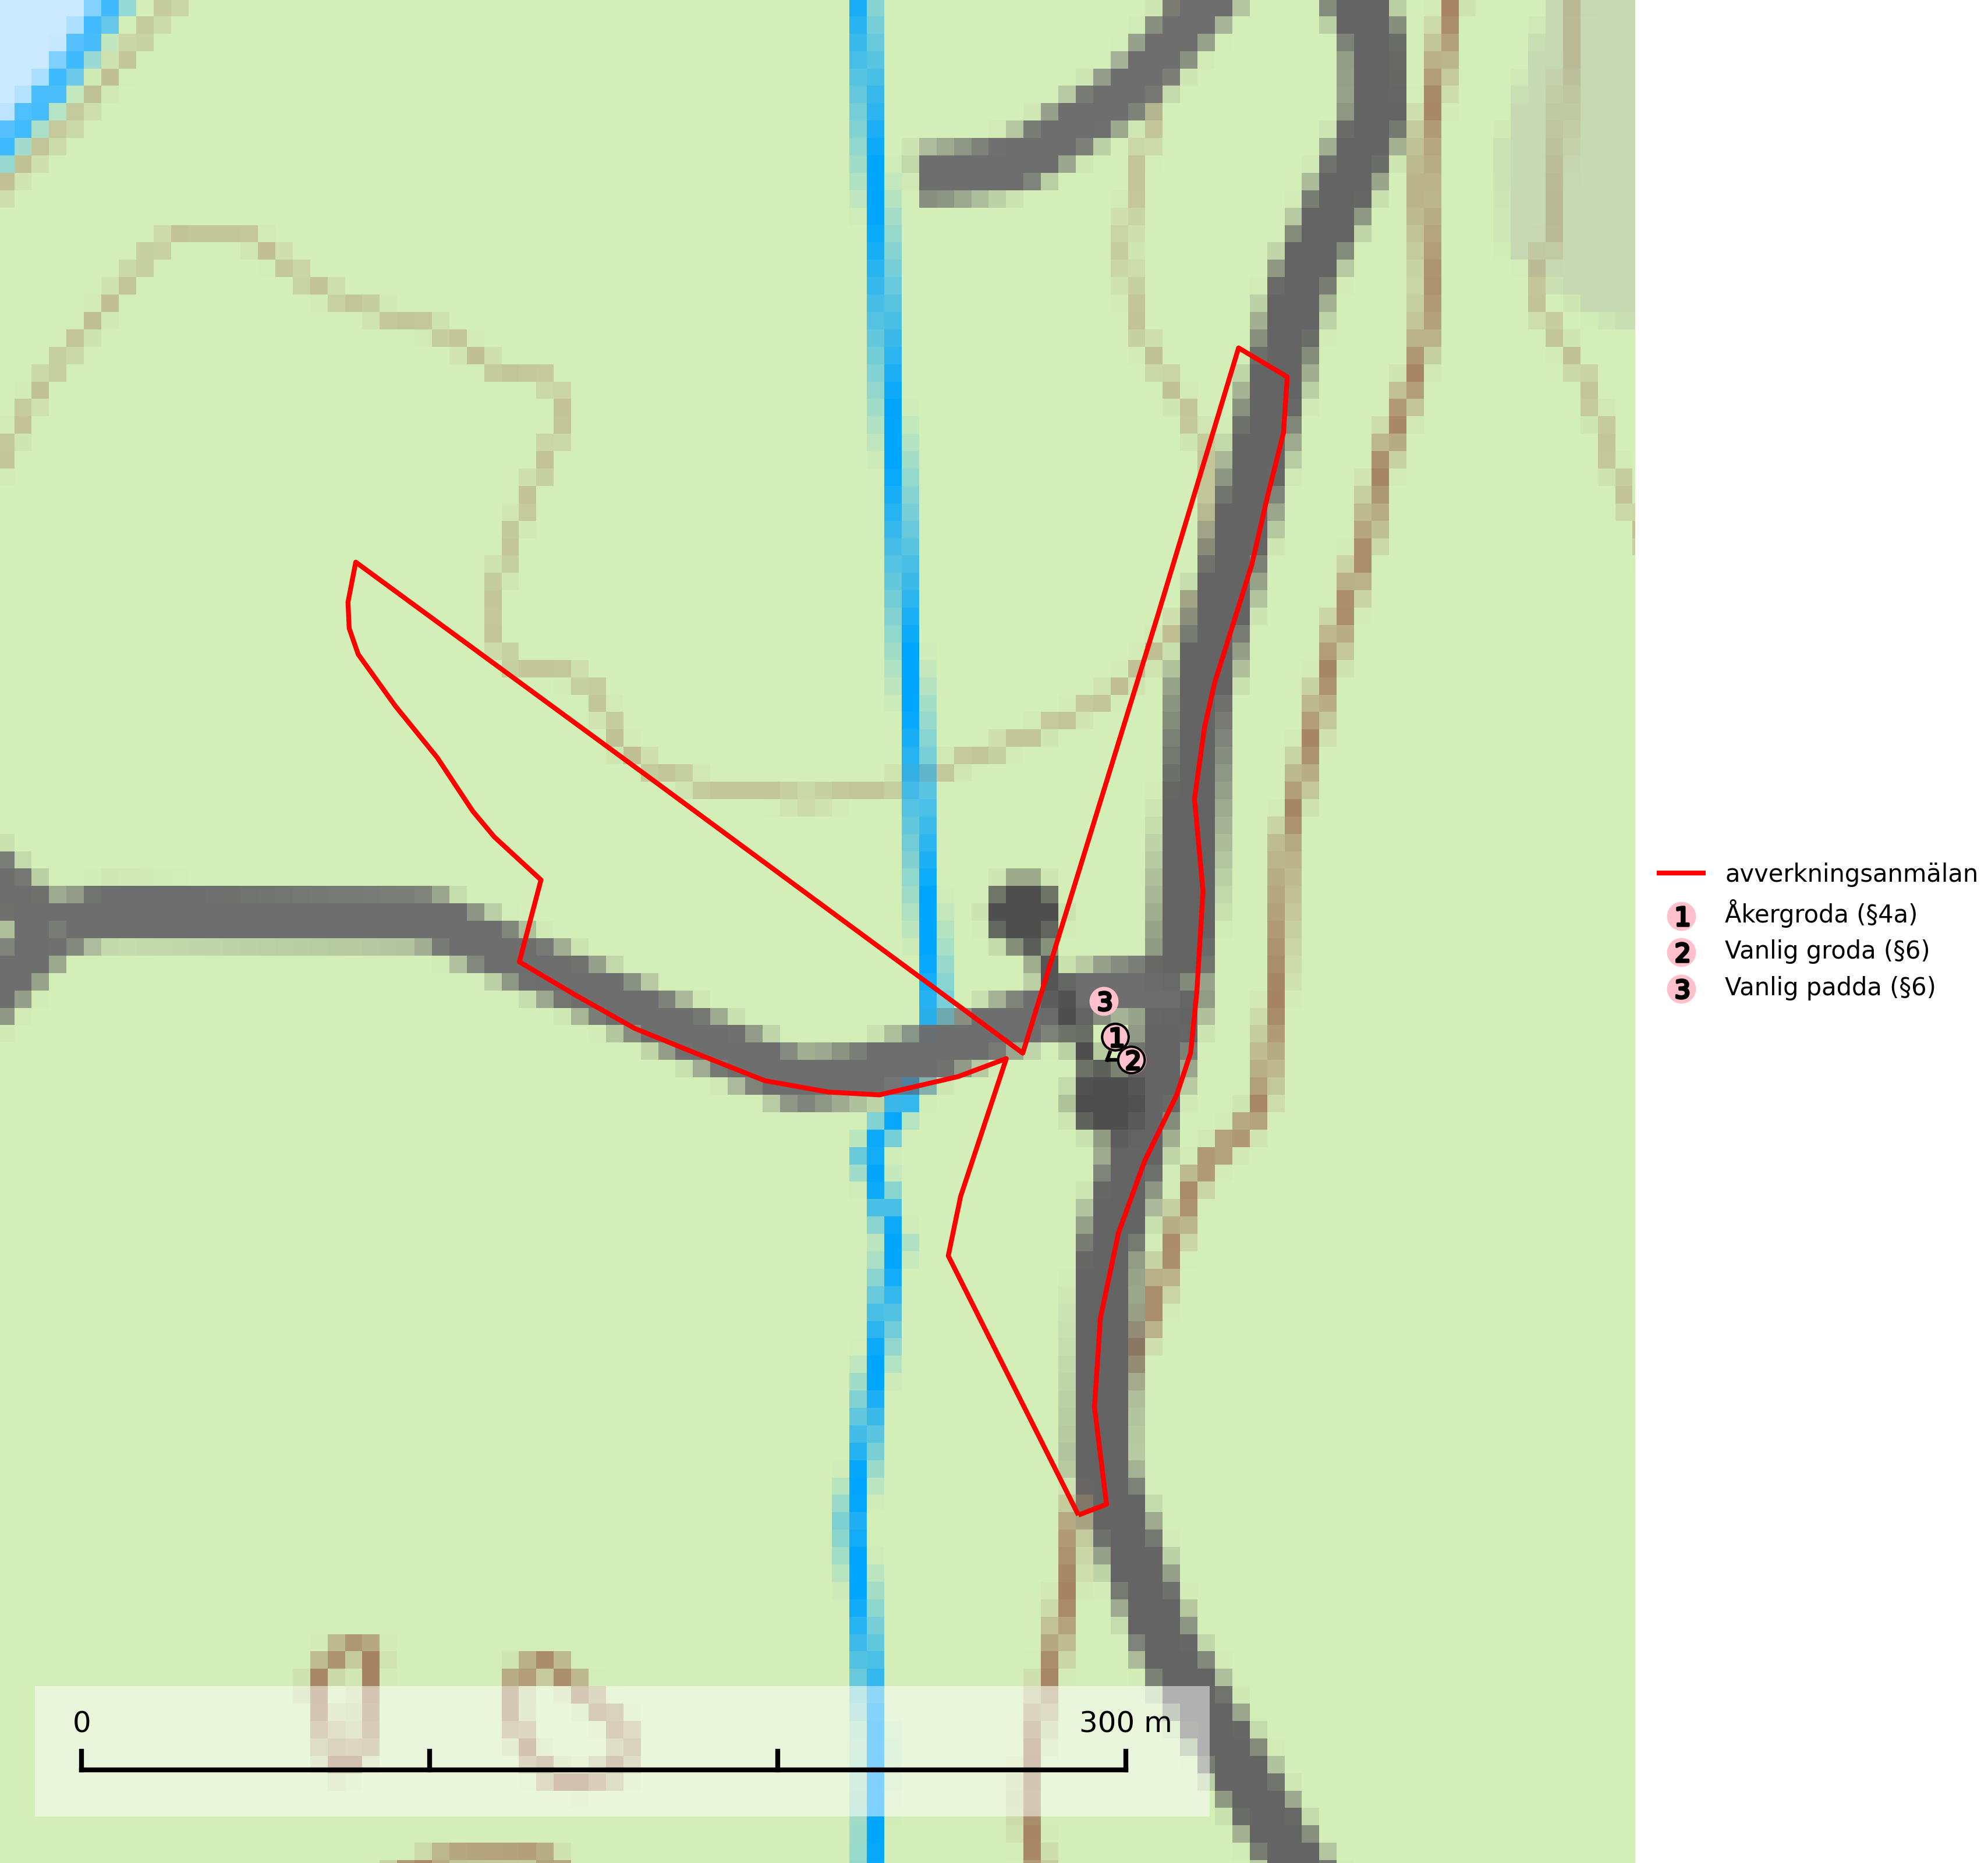 avverkningsanmälan
1 Åkergroda (§4a)
2 Vanlig groda (§6)
3 Vanlig padda (§6)
3
1
2
0 300 m